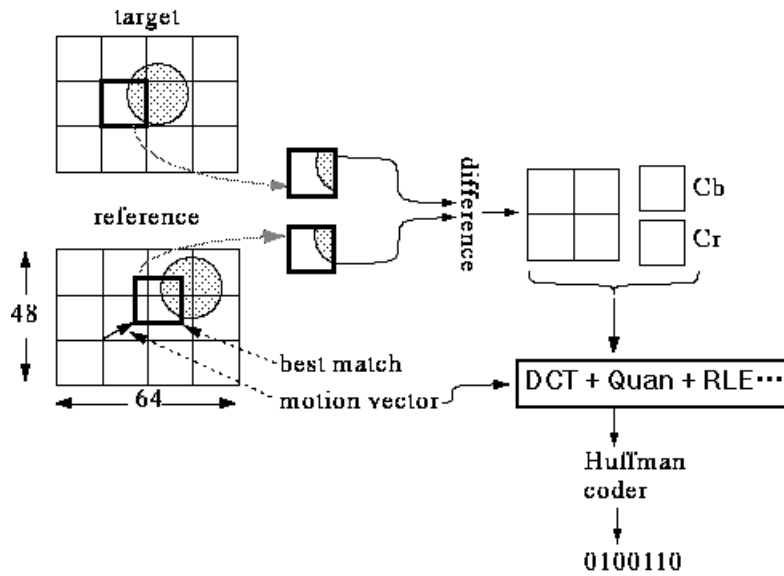 target
reference
48
64
best match
motion vector
difference
Cb
Cr
DCT + Quan + RLE···
Huffman
coder
0100110